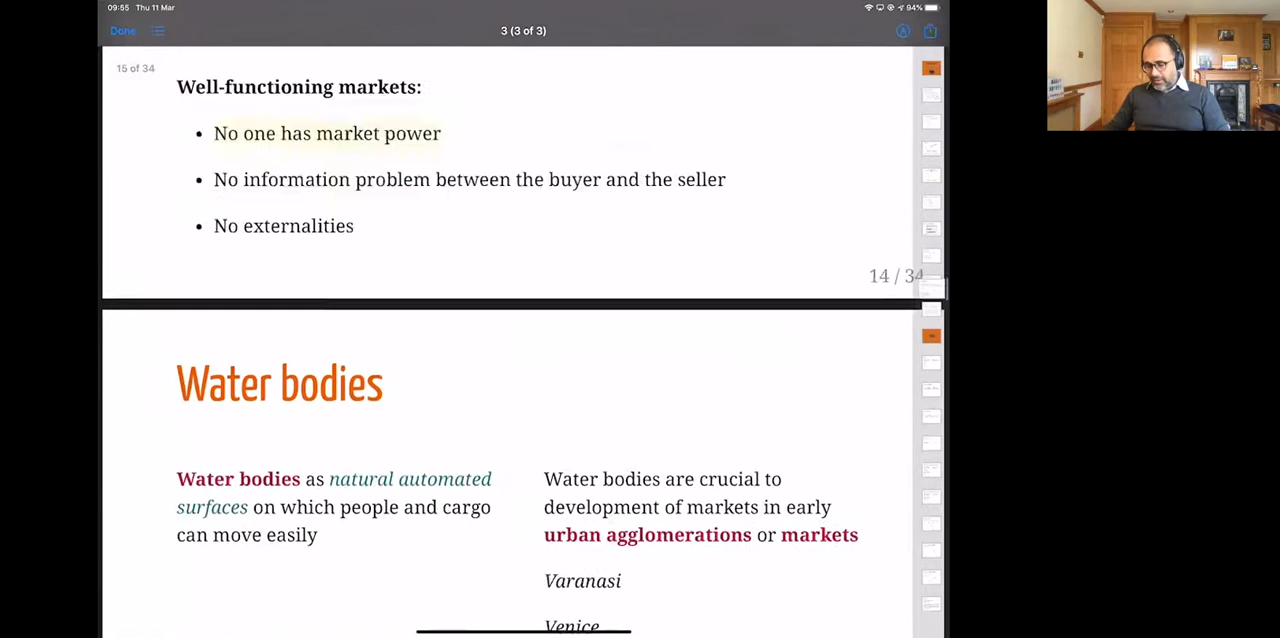 09:55 Thu 11 Mar
94%
Done
3 (3 of 3)
15 of 34
Well-functioning markets:
• No one has market power
• No information problem between the buyer and the seller
• No externalities
14 / 34
Water bodies
Water bodies as natural automated
surfaces on which people and cargo
can move easily
Water bodies are crucial to
development of markets in early
urban agglomerations or markets
Varanasi
Venice